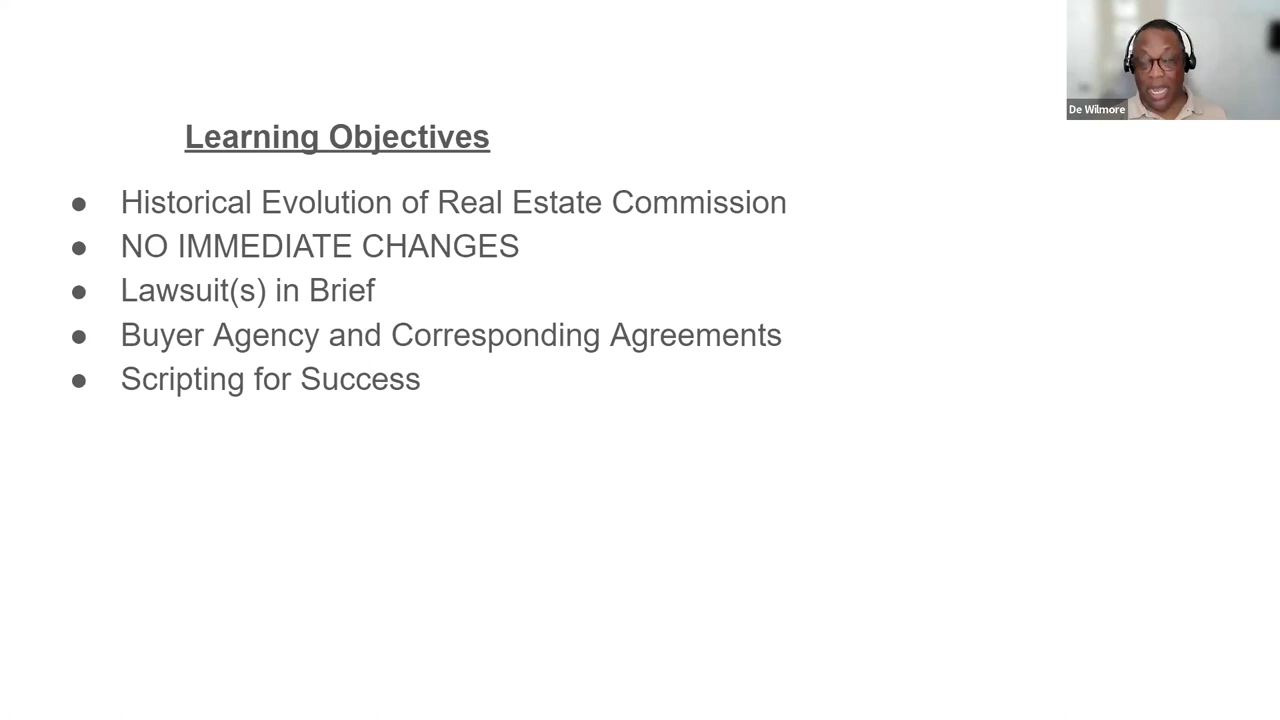 De Wilmore
Learning Objectives
● Historical Evolution of Real Estate Commission
● NO IMMEDIATE CHANGES
● Lawsuit(s) in Brief
● Buyer Agency and Corresponding Agreements
● Scripting for Success